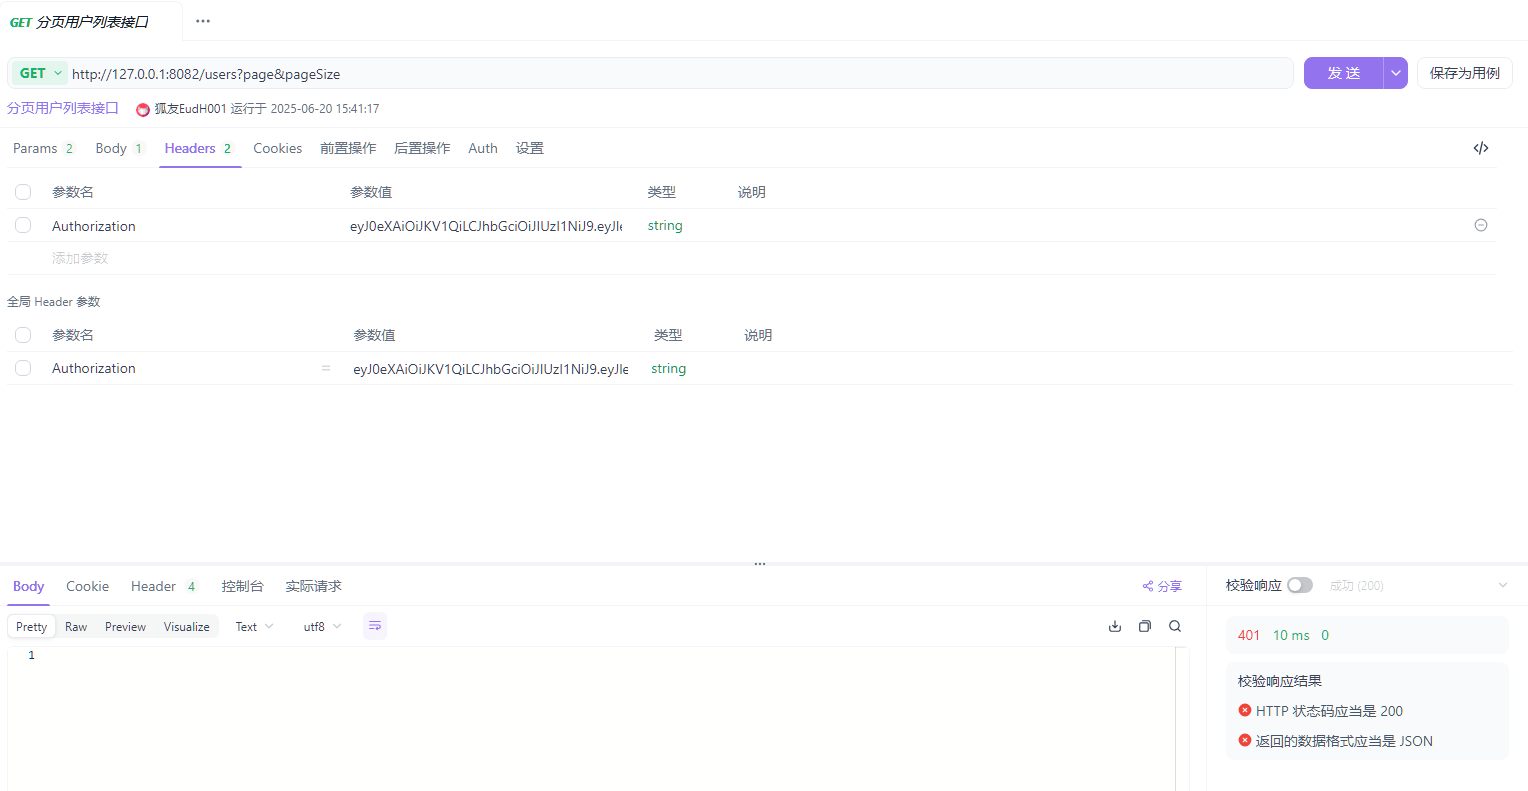 GET 分页用户列表接口 ···
GET http://127.0.0.1:8082/users?page&pageSize 发 送 保存为用例
分页用户列表接口 狐友EudH001 运行于 2025-06-20 15:41:17
Params 2 Body 1 Headers 2 Cookies 前置操作 后置操作 Auth 设置 </>
参数名 参数值 类型 说明
Authorization eyJ0eXAiOiJKV1QiLCJhbGciOiJIUzI1NiJ9.eyJle string
添加参数
全局 Header 参数
参数名 参数值 类型 说明
Authorization = eyJ0eXAiOiJKV1QiLCJhbGciOiJIUzI1NiJ9.eyJle string
Body Cookie Header 4 控制台 实际请求 分享
Pretty Raw Preview Visualize Text utf8
1
校验响应 成功 (200)
401 10 ms 0
校验响应结果
HTTP 状态码应当是 200
返回的数据格式应当是 JSON